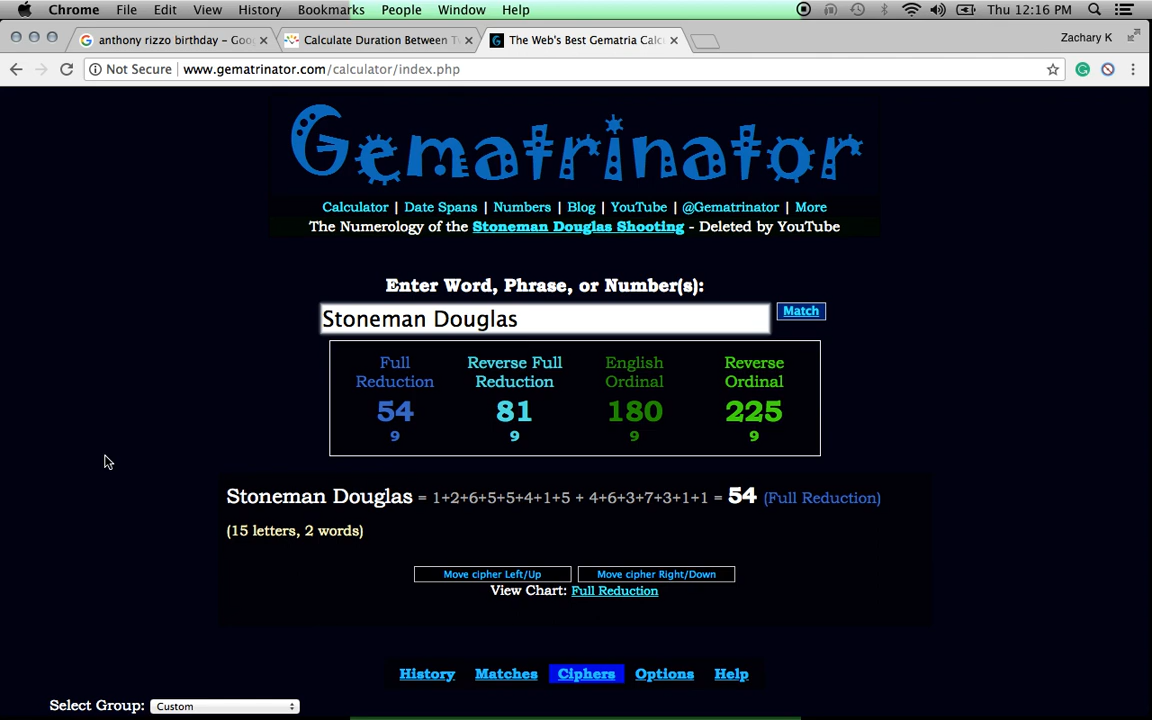 Chrome File Edit View History Bookmarks People Window Help Thu 12:16 PM
anthony rizzo birthday – Goo Calculate Duration Between Tw The Web's Best Gematria Calcu Zachary K
Not Secure www.gematrinator.com/calculator/index.php
Gematrinator
Calculator | Date Spans | Numbers | Blog | YouTube | @Gematrinator | More
The Numerology of the Stoneman Douglas Shooting - Deleted by YouTube
Enter Word, Phrase, or Number(s):
Stoneman Douglas Match
Full Reverse Full English Reverse
Reduction Reduction Ordinal Ordinal
54 81 180 225
9 9 9 9
Stoneman Douglas = 1+2+6+5+5+4+1+5 + 4+6+3+7+3+1+1 = 54 (Full Reduction)
(15 letters, 2 words)
Move cipher Left/Up Move cipher Right/Down
View Chart: Full Reduction
History Matches Ciphers Options Help
Select Group: Custom